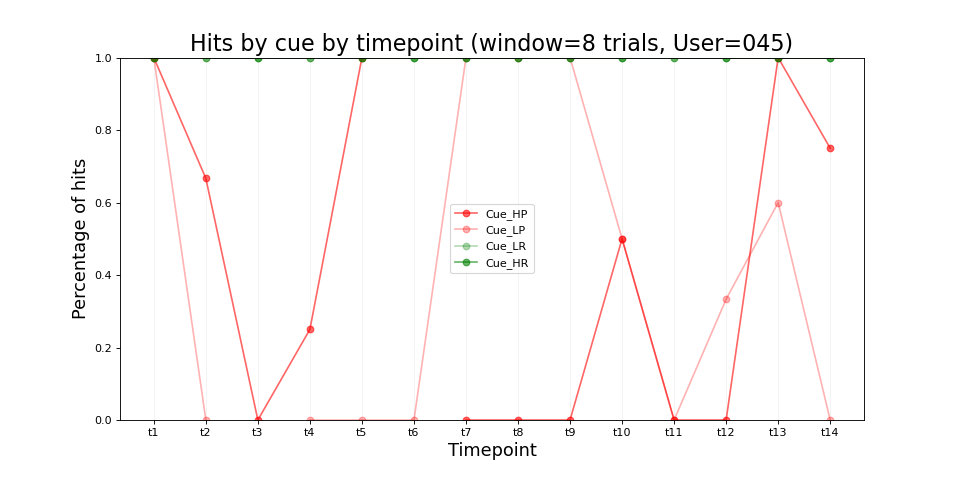 Hits by cue by timepoint (window=8 trials, User=045)
Percentage of hits
1.0
0.8
0.6
0.4
0.2
0.0
Cue_HP
Cue_LP
Cue_LR
Cue_HR
t1 t2 t3 t4 t5 t6 t7 t8 t9 t10 t11 t12 t13 t14
Timepoint